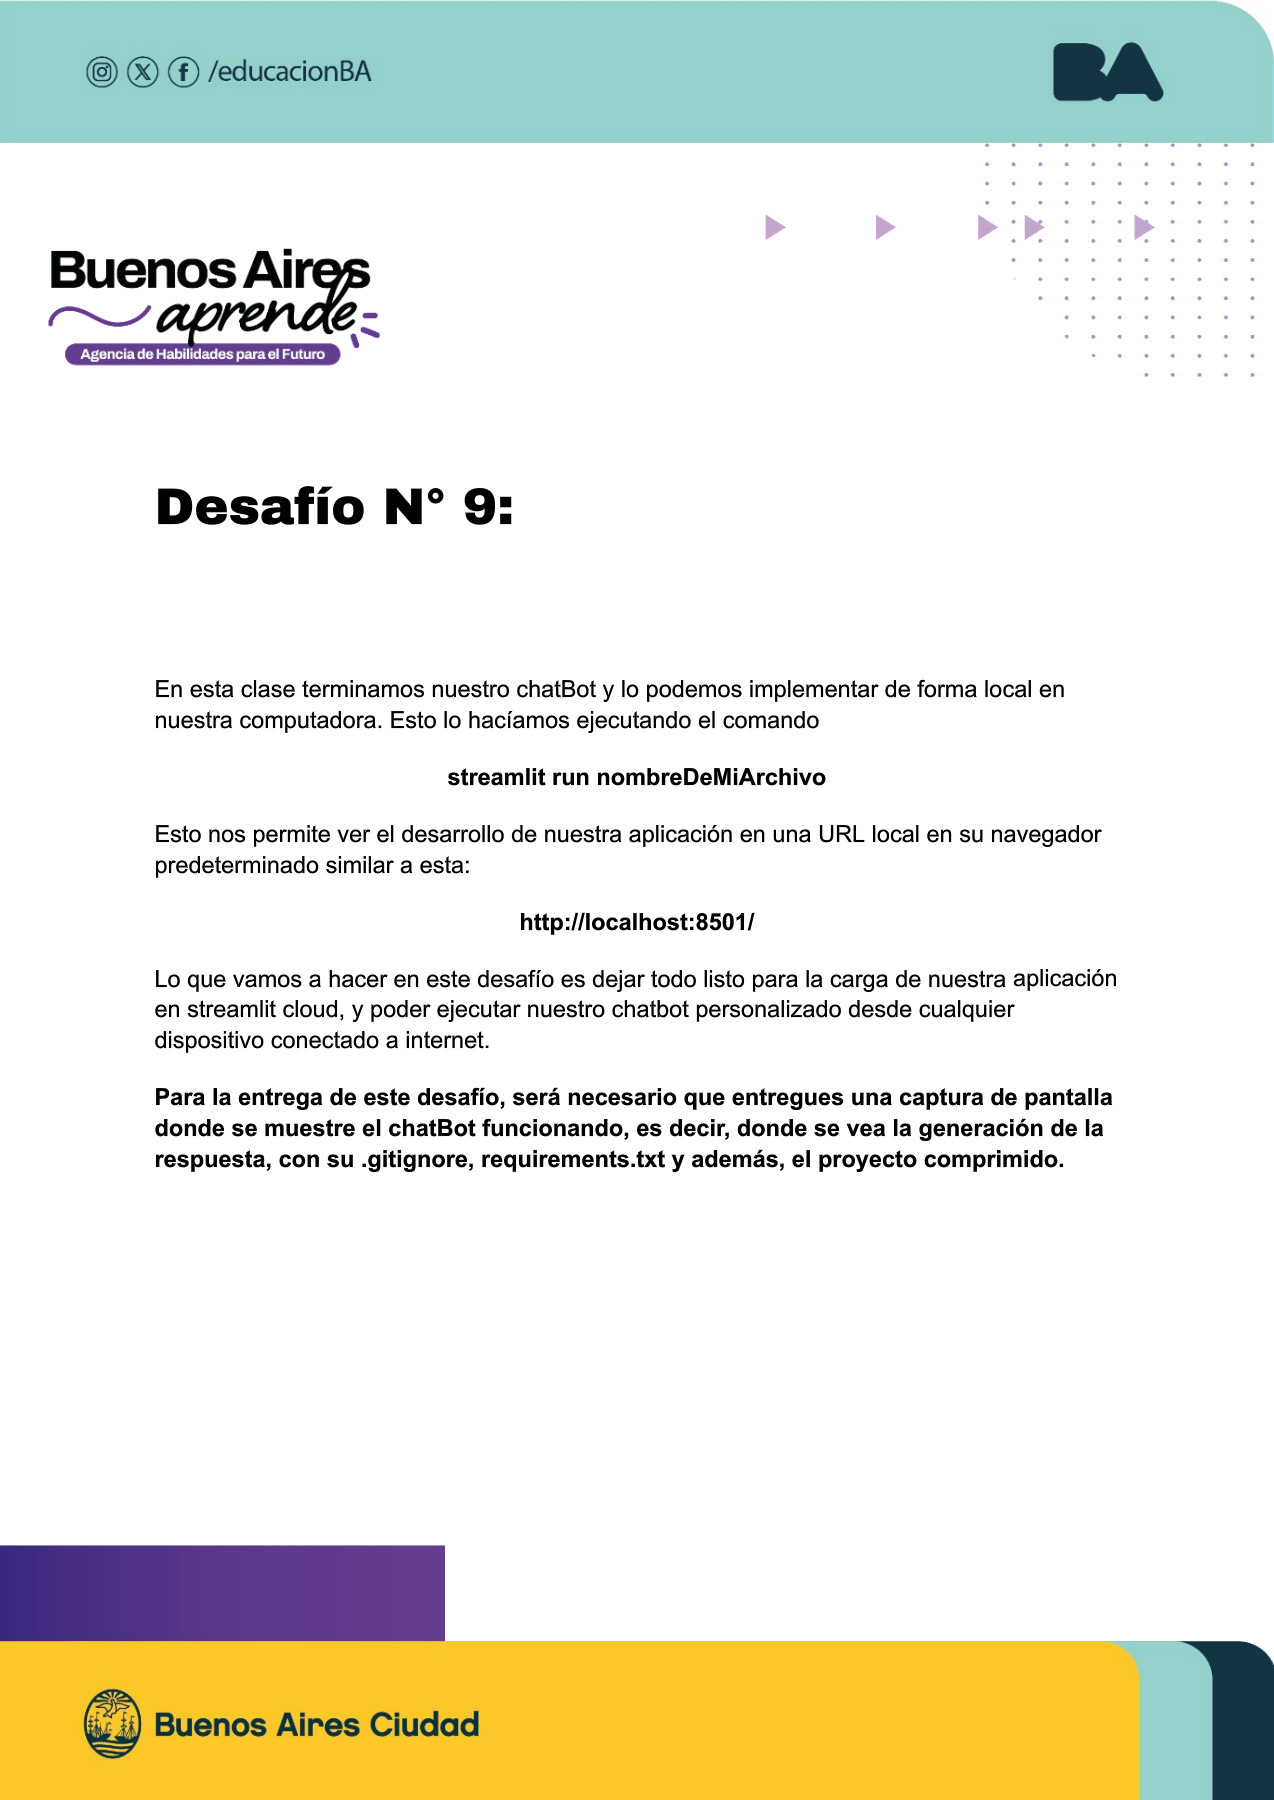 /educacionBA
BA
Buenos Aires
aprende
Agencia de Habilidades para el Futuro
Desafío N° 9:
En esta clase terminamos nuestro chatBot y lo podemos implementar de forma local en
nuestra computadora. Esto lo hacíamos ejecutando el comando
streamlit run nombreDeMiArchivo
Esto nos permite ver el desarrollo de nuestra aplicación en una URL local en su navegador
predeterminado similar a esta:
http://localhost:8501/
Lo que vamos a hacer en este desafío es dejar todo listo para la carga de nuestra aplicación
en streamlit cloud, y poder ejecutar nuestro chatbot personalizado desde cualquier
dispositivo conectado a internet.
Para la entrega de este desafío, será necesario que entregues una captura de pantalla
donde se muestre el chatBot funcionando, es decir, donde se vea la generación de la
respuesta, con su .gitignore, requirements.txt y además, el proyecto comprimido.
Buenos Aires Ciudad